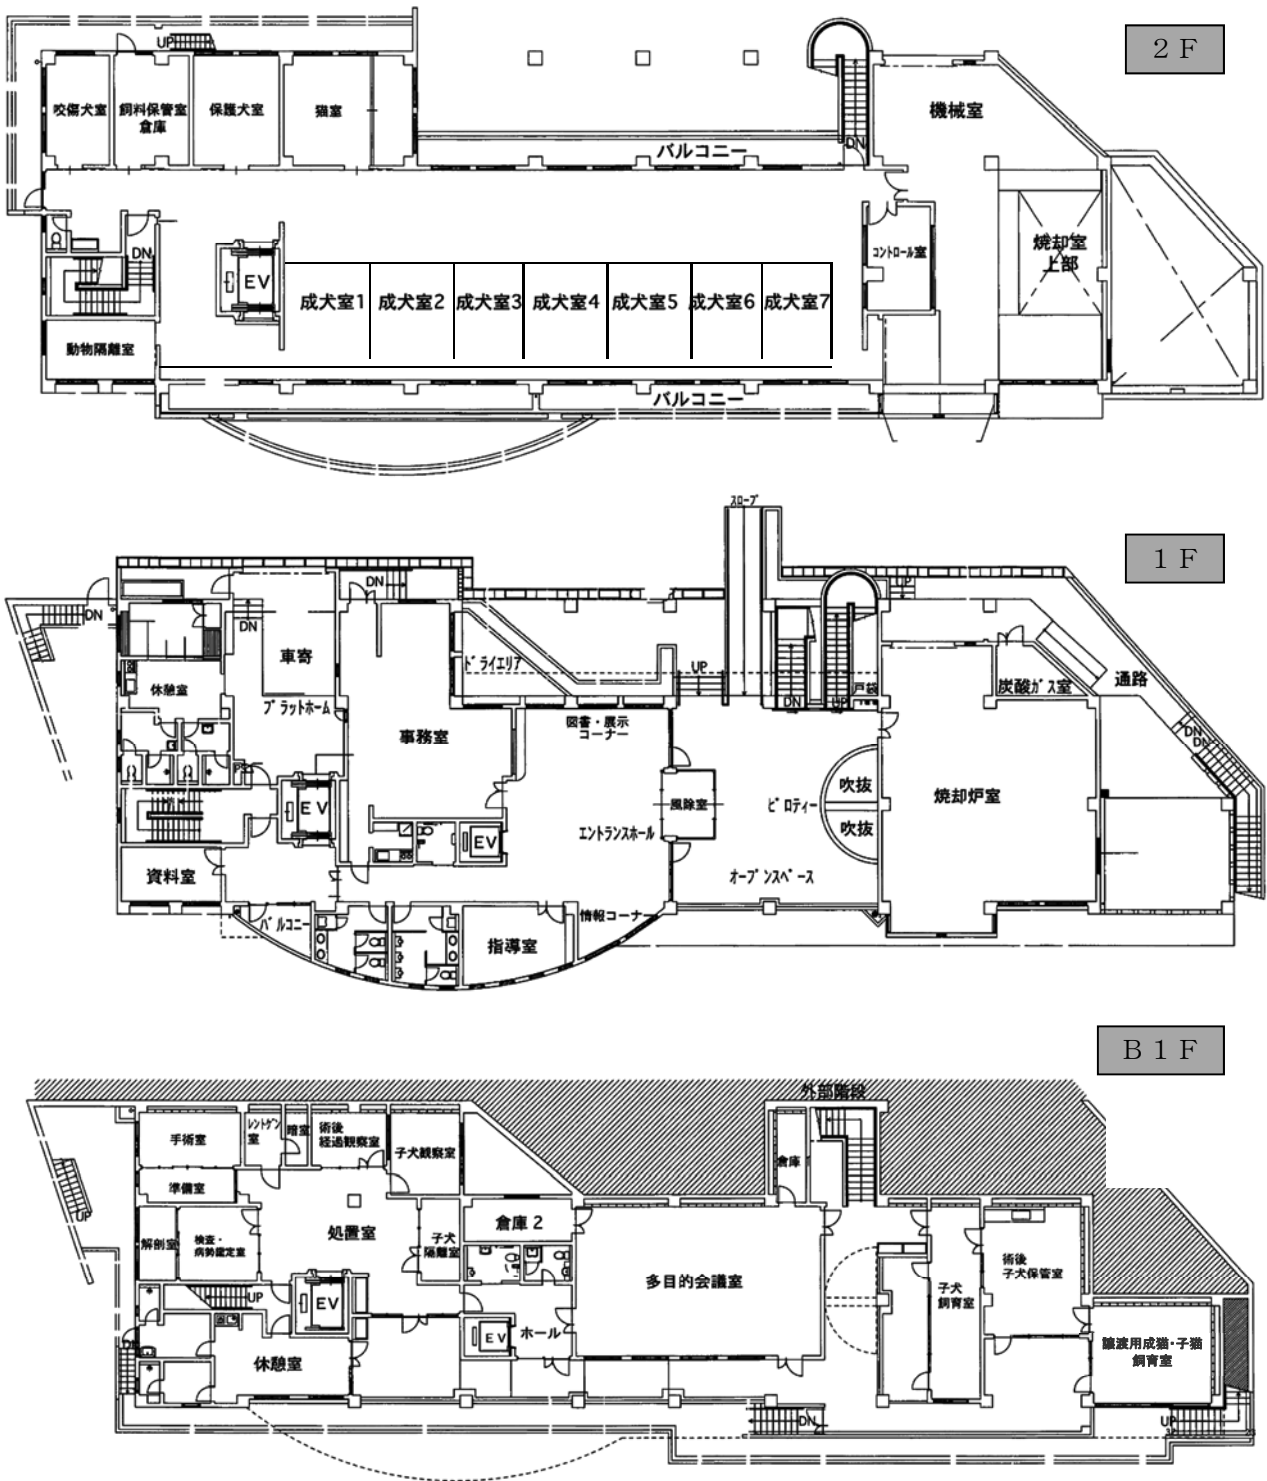 2 F
UP
咬傷犬室
飼料保管室
倉庫
保護犬室
猫室
機械室
バルコニー
DN
DN
EV
コントロール室
焼却室
上部
成犬室1
成犬室2
成犬室3
成犬室4
成犬室5
成犬室6
成犬室7
動物隔離室
バルコニー
スロープ
1 F
DN
DN
DN
車寄
プラットホーム
休憩室
PS
ドライエリア
UP
DN
UP
戸袋
炭酸ガス室
通路
DN
DN
図書・展示
コーナー
事務室
風除室
ピロティー
吹抜
吹抜
焼却炉室
EV
EV
エントランスホール
オープンスペース
資料室
バルコニー
指導室
情報コーナー
B 1 F
外部階段
手術室
レントゲン
室
暗室
術後
経過観察室
子犬観察室
倉庫
準備室
解剖室
検査・
病勢鑑定室
処置室
子犬
隔離室
倉庫 2
多目的会議室
子犬
飼育室
術後
子犬保管室
譲渡用成猫・子猫
飼育室
UP
UP
EV
EV
ホール
休憩室
DN
DN
UP